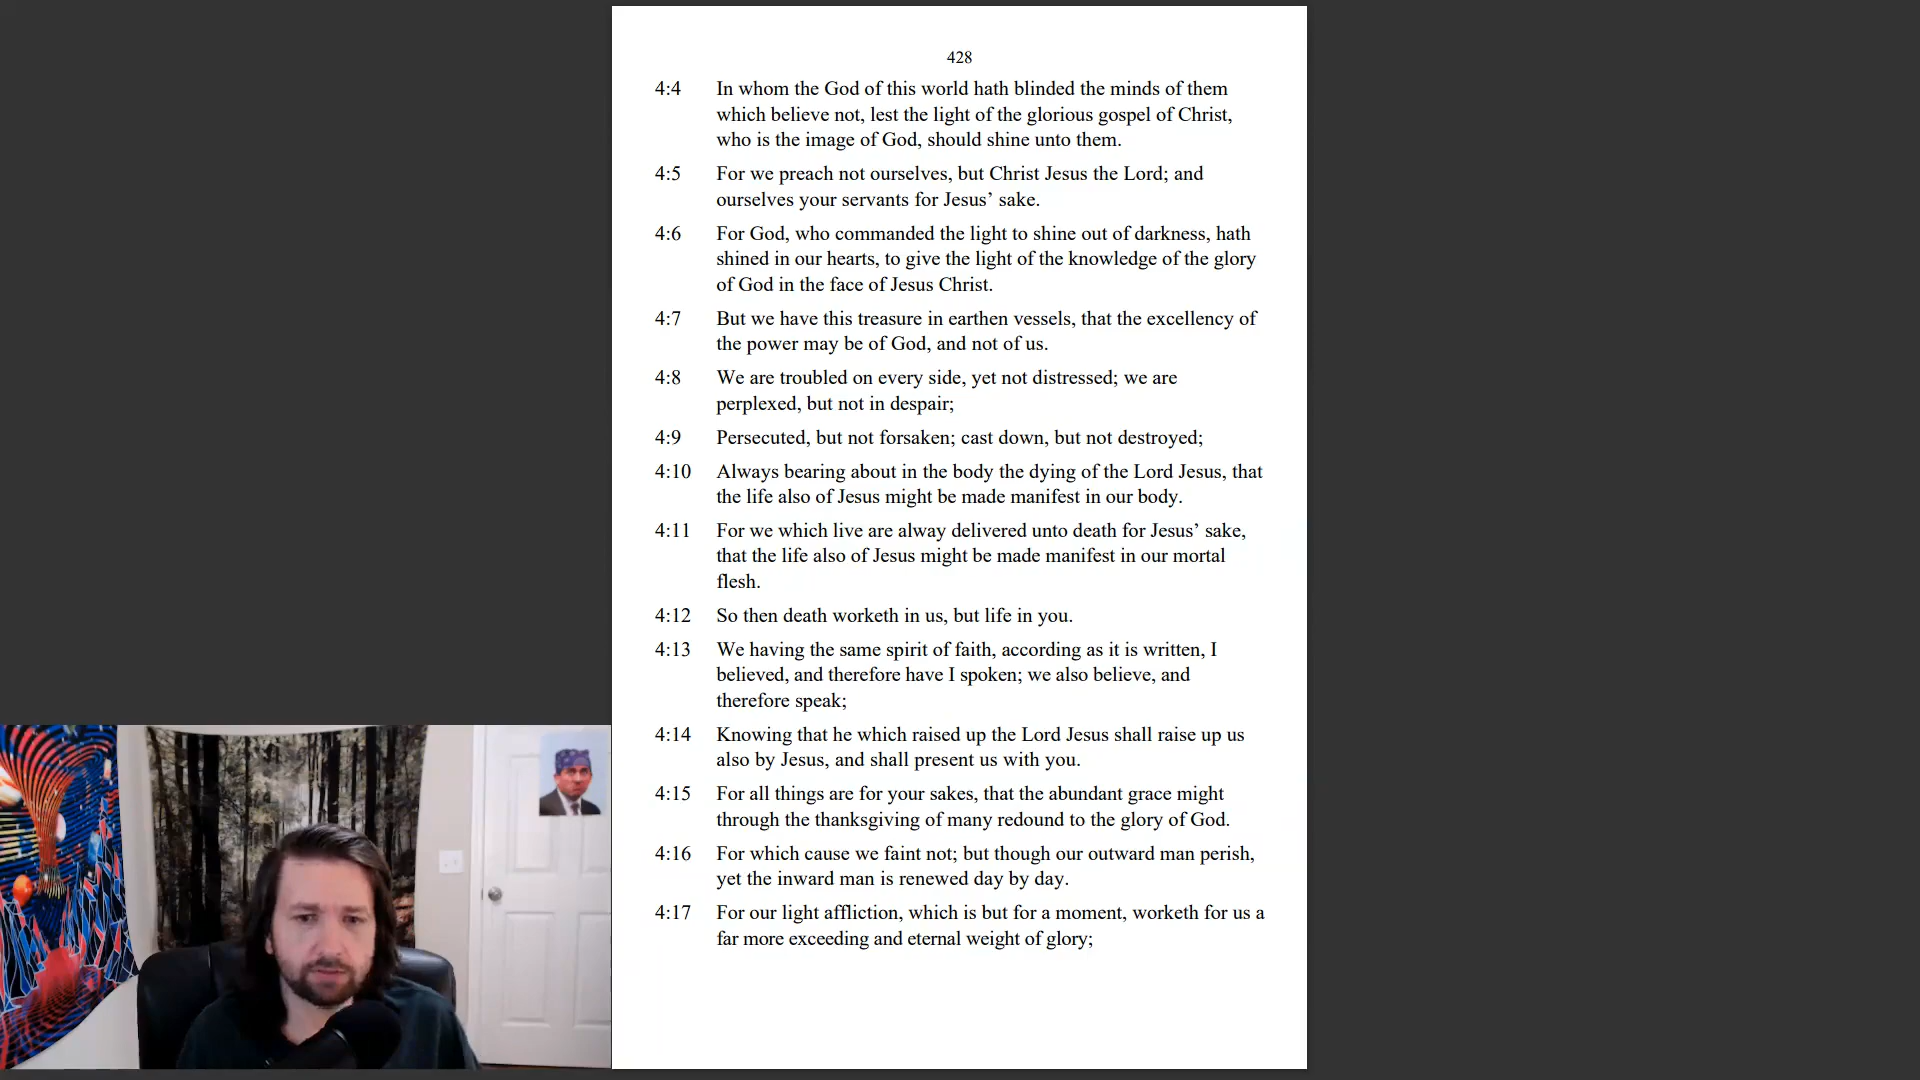 428
4:4 In whom the God of this world hath blinded the minds of them
which believe not, lest the light of the glorious gospel of Christ,
who is the image of God, should shine unto them.
4:5 For we preach not ourselves, but Christ Jesus the Lord; and
ourselves your servants for Jesus’ sake.
4:6 For God, who commanded the light to shine out of darkness, hath
shined in our hearts, to give the light of the knowledge of the glory
of God in the face of Jesus Christ.
4:7 But we have this treasure in earthen vessels, that the excellency of
the power may be of God, and not of us.
4:8 We are troubled on every side, yet not distressed; we are
perplexed, but not in despair;
4:9 Persecuted, but not forsaken; cast down, but not destroyed;
4:10 Always bearing about in the body the dying of the Lord Jesus, that
the life also of Jesus might be made manifest in our body.
4:11 For we which live are alway delivered unto death for Jesus’ sake,
that the life also of Jesus might be made manifest in our mortal
flesh.
4:12 So then death worketh in us, but life in you.
4:13 We having the same spirit of faith, according as it is written, I
believed, and therefore have I spoken; we also believe, and
therefore speak;
4:14 Knowing that he which raised up the Lord Jesus shall raise up us
also by Jesus, and shall present us with you.
4:15 For all things are for your sakes, that the abundant grace might
through the thanksgiving of many redound to the glory of God.
4:16 For which cause we faint not; but though our outward man perish,
yet the inward man is renewed day by day.
4:17 For our light affliction, which is but for a moment, worketh for us a
far more exceeding and eternal weight of glory;